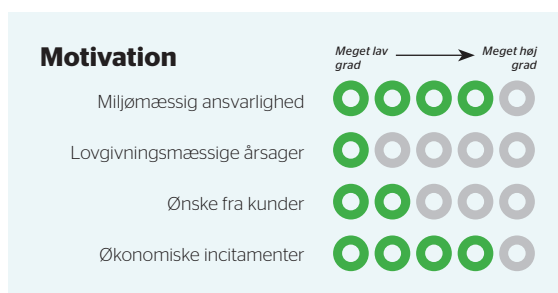 Motivation
Meget lav grad
Meget høj grad
Miljømæssig ansvarlighed
Lovgivningsmæssige årsager
Ønske fra kunder
Økonomiske incitamenter